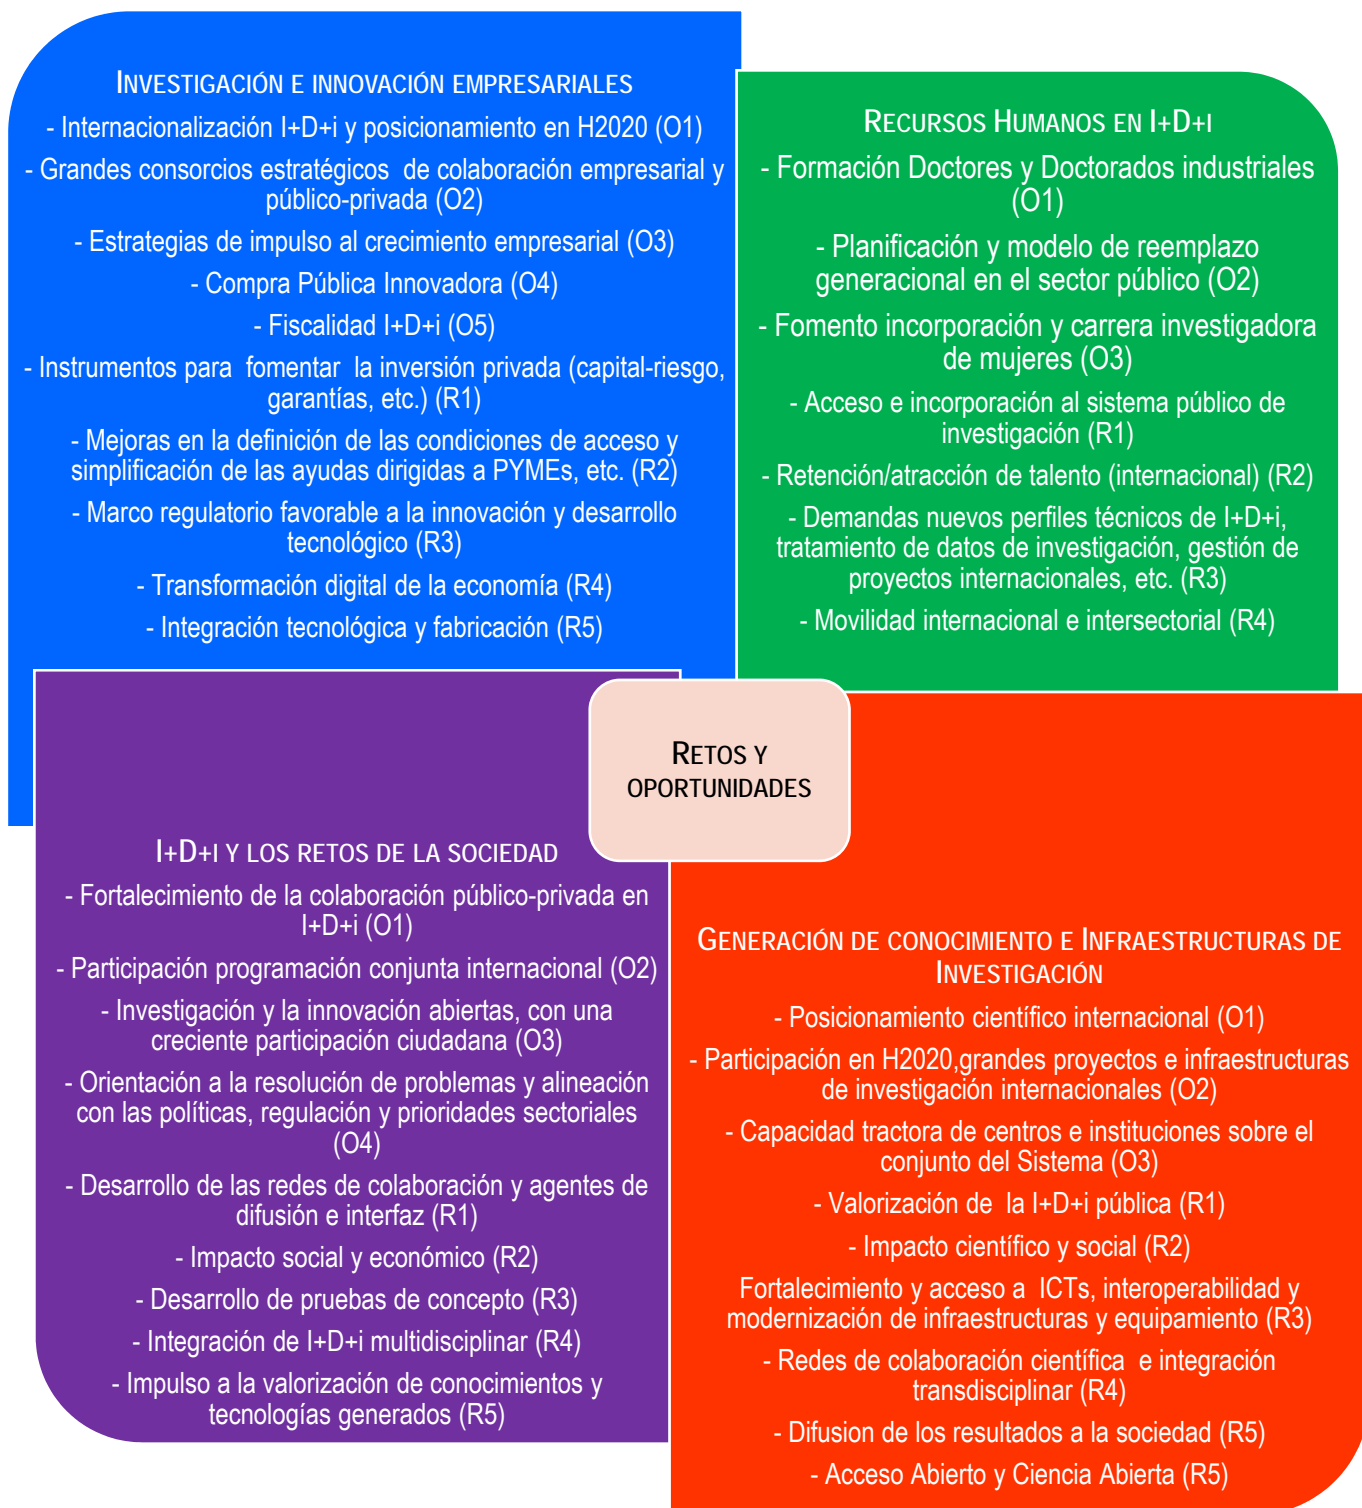 INVESTIGACIÓN E INNOVACIÓN EMPRESARIALES
- Internacionalización I+D+i y posicionamiento en H2020 (O1)
- Grandes consorcios estratégicos de colaboración empresarial y
público-privada (O2)
- Estrategias de impulso al crecimiento empresarial (O3)
- Compra Pública Innovadora (O4)
- Fiscalidad I+D+i (O5)
- Instrumentos para fomentar la inversión privada (capital-riesgo,
garantías, etc.) (R1)
- Mejoras en la definición de las condiciones de acceso y
simplificación de las ayudas dirigidas a PYMEs, etc. (R2)
- Marco regulatorio favorable a la innovación y desarrollo
tecnológico (R3)
- Transformación digital de la economía (R4)
- Integración tecnológica y fabricación (R5)
RECURSOS HUMANOS EN I+D+I
- Formación Doctores y Doctorados industriales
(O1)
- Planificación y modelo de reemplazo
generacional en el sector público (O2)
- Fomento incorporación y carrera investigadora
de mujeres (O3)
- Acceso e incorporación al sistema público de
investigación (R1)
- Retención/atracción de talento (internacional) (R2)
- Demandas nuevos perfiles técnicos de I+D+i,
tratamiento de datos de investigación, gestión de
proyectos internacionales, etc. (R3)
- Movilidad internacional e intersectorial (R4)
RETOS Y
OPORTUNIDADES
I+D+I Y LOS RETOS DE LA SOCIEDAD
- Fortalecimiento de la colaboración público-privada en
I+D+i (O1)
- Participación programación conjunta internacional (O2)
- Investigación y la innovación abiertas, con una
creciente participación ciudadana (O3)
- Orientación a la resolución de problemas y alineación
con las políticas, regulación y prioridades sectoriales
(O4)
- Desarrollo de las redes de colaboración y agentes de
difusión e interfaz (R1)
- Impacto social y económico (R2)
- Desarrollo de pruebas de concepto (R3)
- Integración de I+D+i multidisciplinar (R4)
- Impulso a la valorización de conocimientos y
tecnologías generados (R5)
GENERACIÓN DE CONOCIMIENTO E INFRAESTRUCTURAS DE
INVESTIGACIÓN
- Posicionamiento científico internacional (O1)
- Participación en H2020,grandes proyectos e infraestructuras
de investigación internacionales (O2)
- Capacidad tractora de centros e instituciones sobre el
conjunto del Sistema (O3)
- Valorización de la I+D+i pública (R1)
- Impacto científico y social (R2)
Fortalecimiento y acceso a ICTs, interoperabilidad y
modernización de infraestructuras y equipamiento (R3)
- Redes de colaboración científica e integración
transdisciplinar (R4)
- Difusion de los resultados a la sociedad (R5)
- Acceso Abierto y Ciencia Abierta (R5)